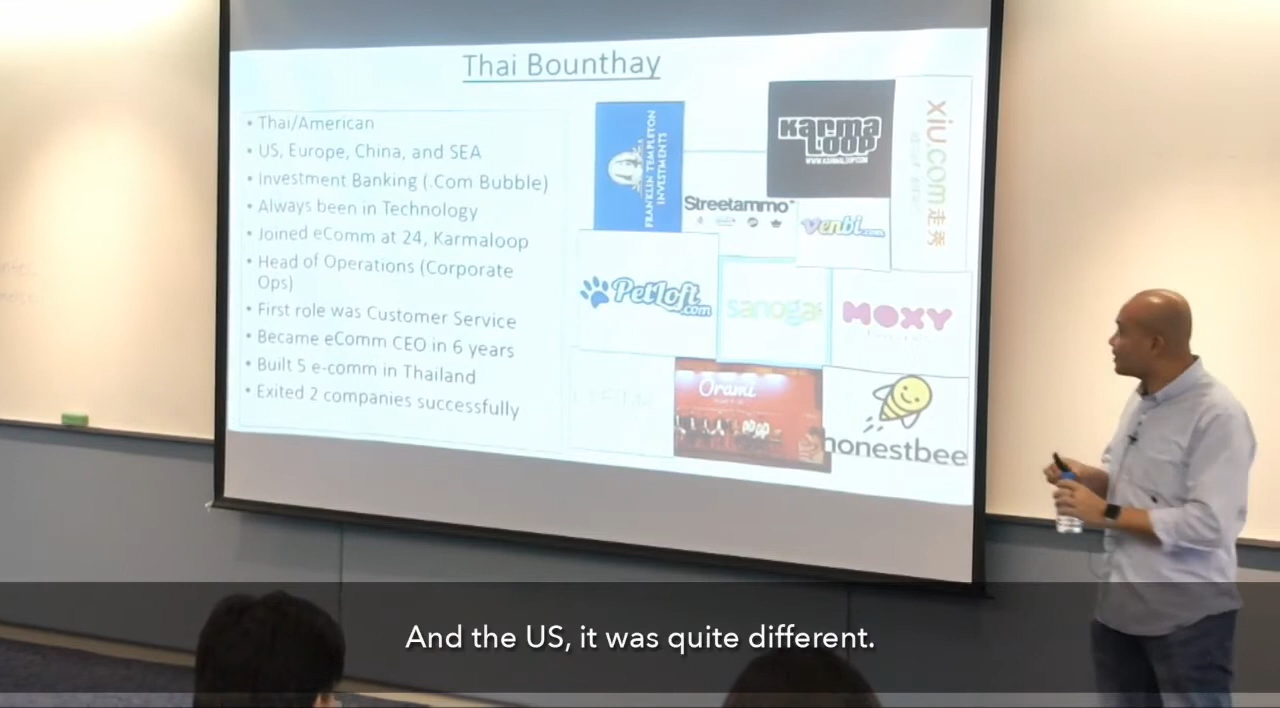 Thai Bounthay
• Thai/American
• US, Europe, China, and SEA
• Investment Banking (.Com Bubble)
• Always been in Technology
• Joined eComm at 24, Karmaloop
• Head of Operations (Corporate
Ops)
• First role was Customer Service
• Became eComm CEO in 6 years
• Built 5 e-comm in Thailand
• Exited 2 companies successfully
FRANKLIN TEMPLETON
INVESTMENTS
KARMA
LOOP
WWW.KARMALOOP.COM
xiu.com 走秀
Streetammo
venbi.com
PetLoft
.com
sanoga
MOXY
Orami
honestbee
And the US, it was quite different.